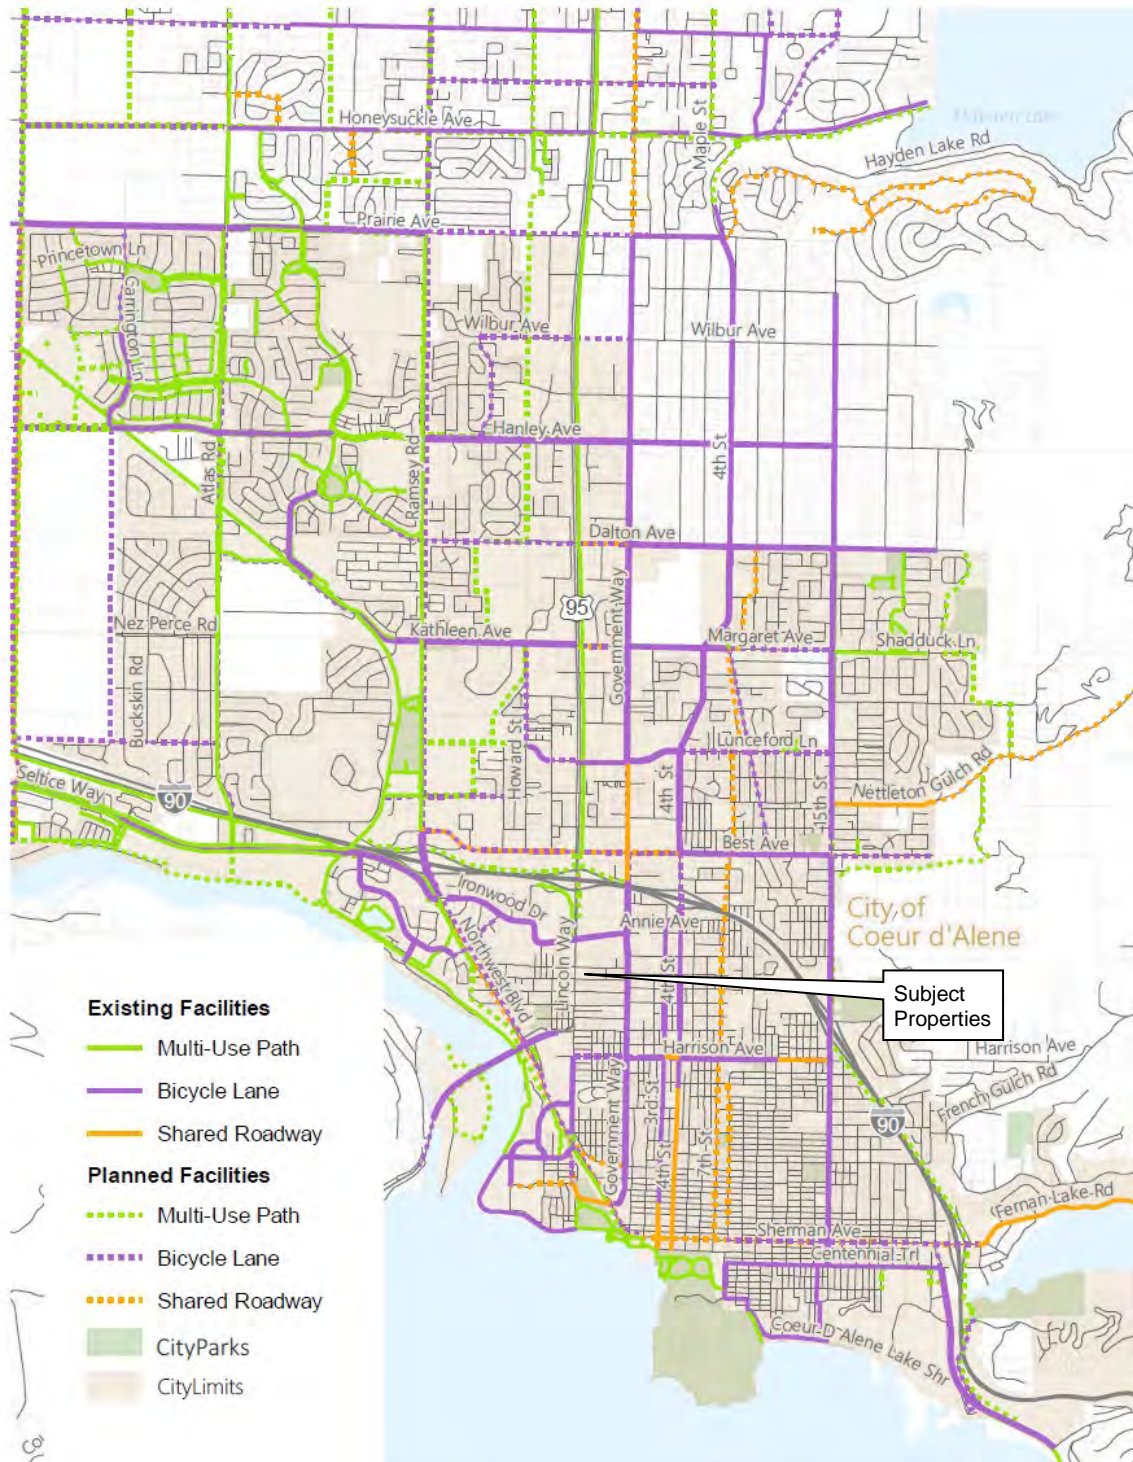 Honeysuckle Ave
Maple St
Hayden Lake
Hayden Lake Rd
Prairie Ave
Princetown Ln
Carrington Ln
Wilbur Ave
Wilbur Ave
Hanley Ave
Atlas Rd
Ramsey Rd
4th St
Dalton Ave
95
Government Way
Nez Perce Rd
Kathleen Ave
Margaret Ave
Shadduck Ln
Buckskin Rd
Howard St
Lunceford Ln
4th St
15th St
Nettleton Gulch Rd
Seltice Way
90
Best Ave
Ironwood Dr
Annie Ave
City of
Coeur d'Alene
Northwest Blvd
Lincoln Way
4th St
Subject
Properties
Existing Facilities
Multi-Use Path
Bicycle Lane
Shared Roadway
Planned Facilities
Multi-Use Path
Bicycle Lane
Shared Roadway
CityParks
CityLimits
Harrison Ave
Harrison Ave
French Gulch Rd
90
Government Way
3rd St
4th St
7th St
Fernan Lake Rd
Sherman Ave
Centennial Trl
Coeur D Alene Lake Shr